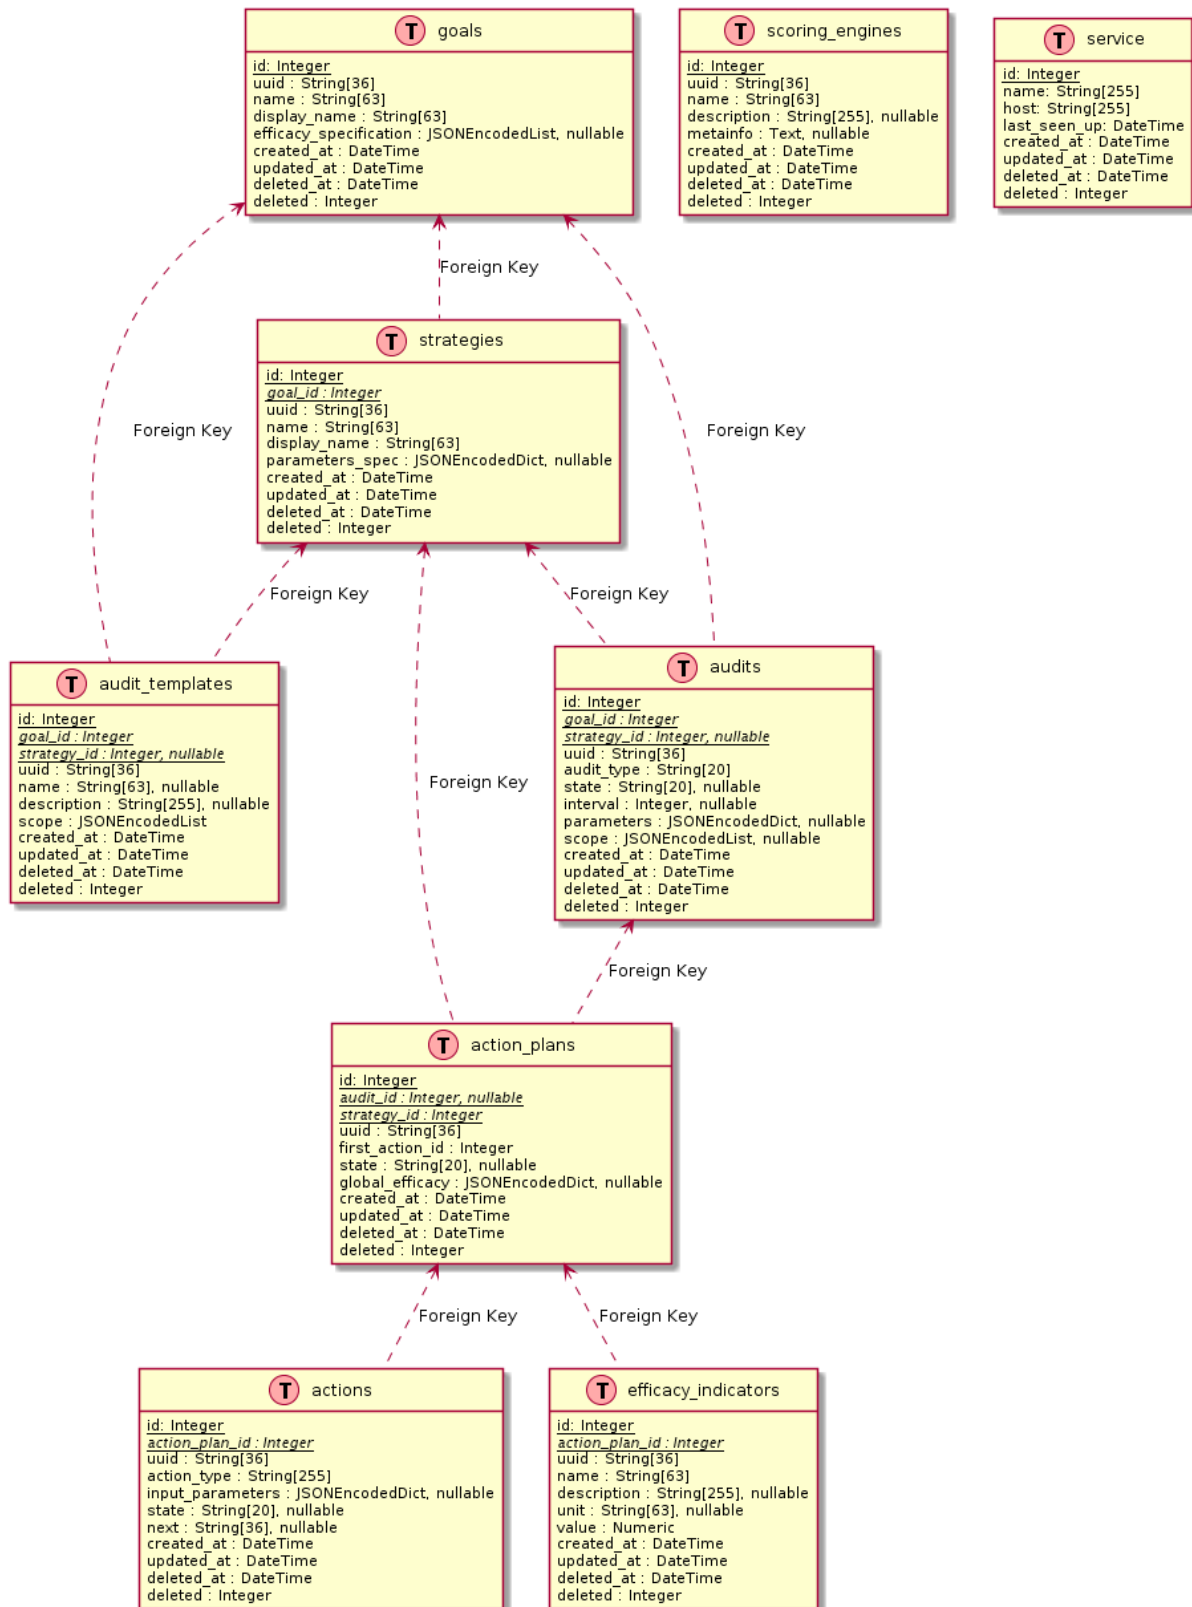 T goals
id: Integer
uuid : String[36]
name : String[63]
display_name : String[63]
efficacy_specification : JSONEncodedList, nullable
created_at : DateTime
updated_at : DateTime
deleted_at : DateTime
deleted : Integer
T scoring_engines
id: Integer
uuid : String[36]
name : String[63]
description : String[255], nullable
metainfo : Text, nullable
created_at : DateTime
updated_at : DateTime
deleted_at : DateTime
deleted : Integer
T service
id: Integer
name: String[255]
host: String[255]
last_seen_up: DateTime
created_at : DateTime
updated_at : DateTime
deleted_at : DateTime
deleted : Integer
Foreign Key
T strategies
id: Integer
goal_id : Integer
uuid : String[36]
name : String[63]
display_name : String[63]
parameters_spec : JSONEncodedDict, nullable
created_at : DateTime
updated_at : DateTime
deleted_at : DateTime
deleted : Integer
Foreign Key
Foreign Key
Foreign Key
Foreign Key
T audit_templates
id: Integer
goal_id : Integer
strategy_id : Integer, nullable
uuid : String[36]
name : String[63], nullable
description : String[255], nullable
scope : JSONEncodedList
created_at : DateTime
updated_at : DateTime
deleted_at : DateTime
deleted : Integer
T audits
id: Integer
goal_id : Integer
strategy_id : Integer, nullable
uuid : String[36]
audit_type : String[20]
state : String[20], nullable
interval : Integer, nullable
parameters : JSONEncodedDict, nullable
scope : JSONEncodedList, nullable
created_at : DateTime
updated_at : DateTime
deleted_at : DateTime
deleted : Integer
Foreign Key
Foreign Key
T action_plans
id: Integer
audit_id : Integer, nullable
strategy_id : Integer
uuid : String[36]
first_action_id : Integer
state : String[20], nullable
global_efficacy : JSONEncodedDict, nullable
created_at : DateTime
updated_at : DateTime
deleted_at : DateTime
deleted : Integer
Foreign Key
Foreign Key
T actions
id: Integer
action_plan_id : Integer
uuid : String[36]
action_type : String[255]
input_parameters : JSONEncodedDict, nullable
state : String[20], nullable
next : String[36], nullable
created_at : DateTime
updated_at : DateTime
deleted_at : DateTime
deleted : Integer
T efficacy_indicators
id: Integer
action_plan_id : Integer
uuid : String[36]
name : String[63]
description : String[255], nullable
unit : String[63], nullable
value : Numeric
created_at : DateTime
updated_at : DateTime
deleted_at : DateTime
deleted : Integer